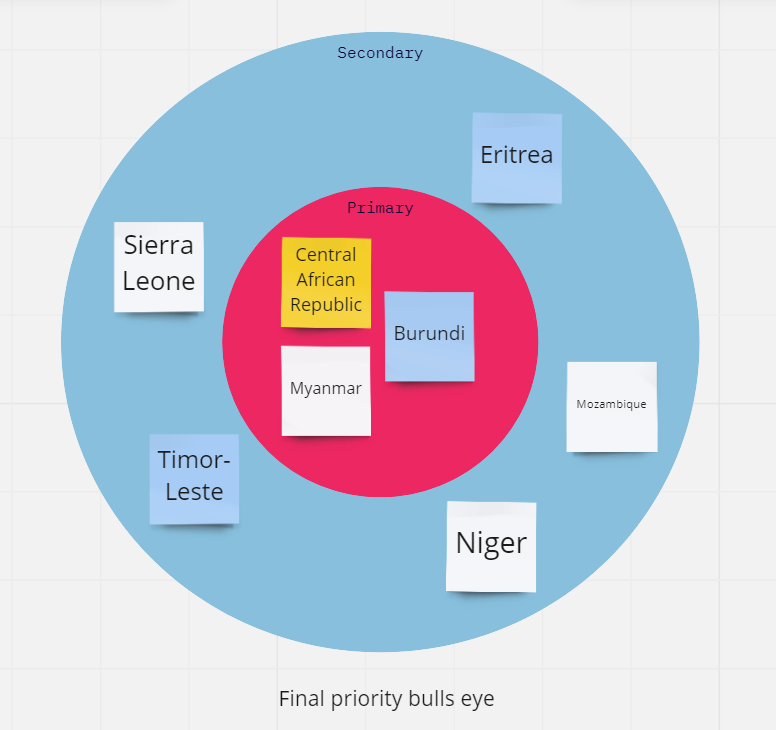 Secondary
Eritrea
Primary
Sierra
Leone
Central
African
Republic
Burundi
Myanmar
Mozambique
Timor-
Leste
Niger
Final priority bulls eye